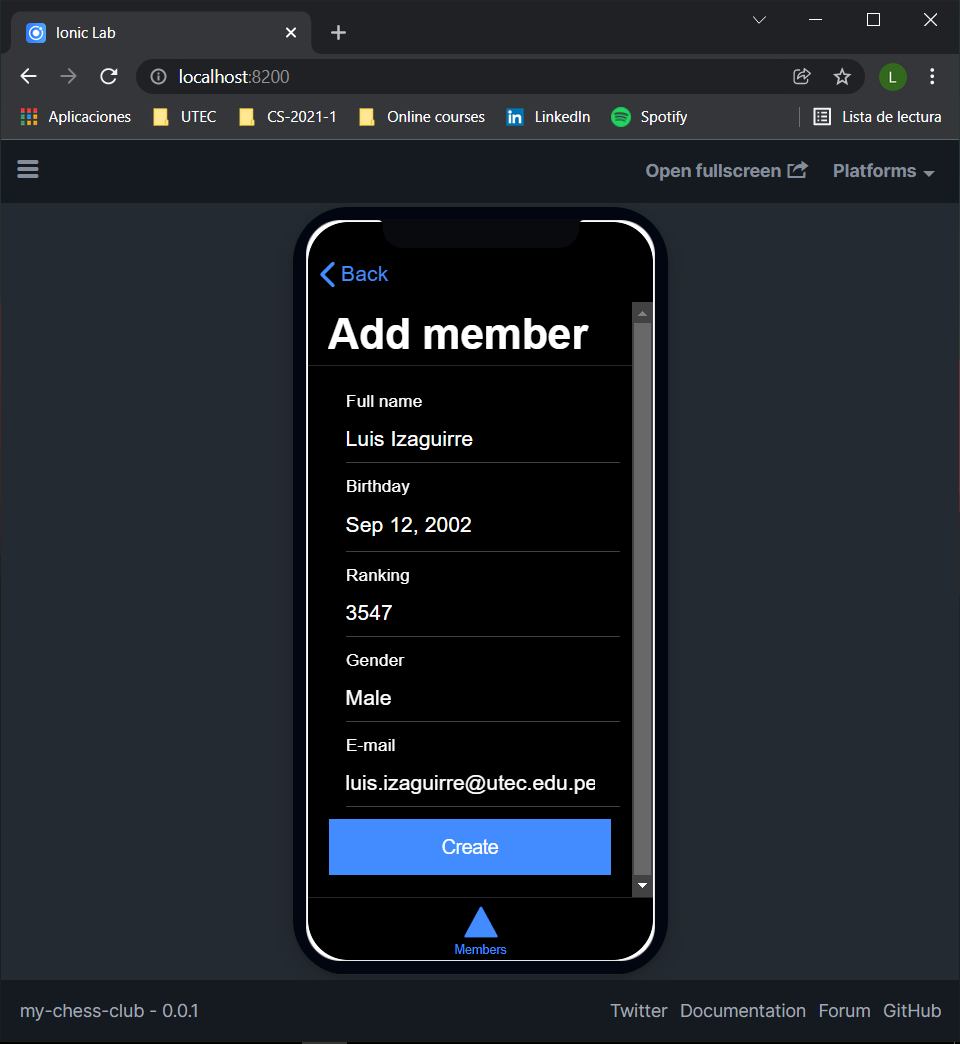 Ionic Lab
localhost:8200
L
Aplicaciones UTEC CS-2021-1 Online courses LinkedIn Spotify Lista de lectura
Open fullscreen Platforms
Back
Add member
Full name
Luis Izaguirre
Birthday
Sep 12, 2002
Ranking
3547
Gender
Male
E-mail
luis.izaguirre@utec.edu.pe
Create
Members
my-chess-club - 0.0.1 Twitter Documentation Forum GitHub